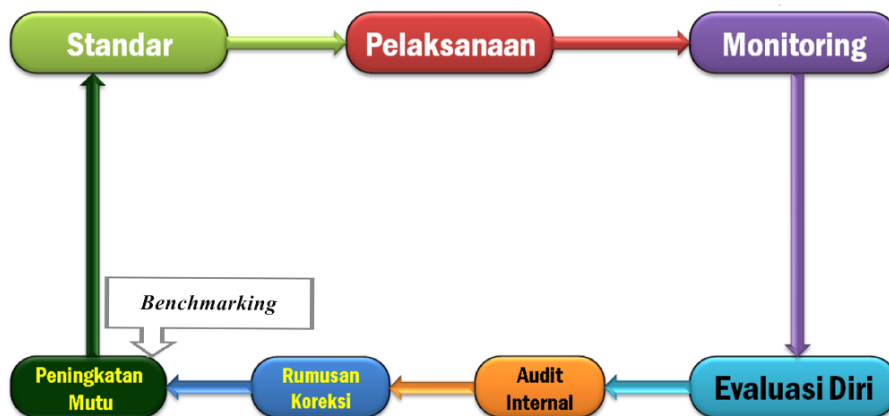 Standar
Pelaksanaan
Monitoring
Benchmarking
Peningkatan
Mutu
Rumusan
Koreksi
Audit
Internal
Evaluasi Diri